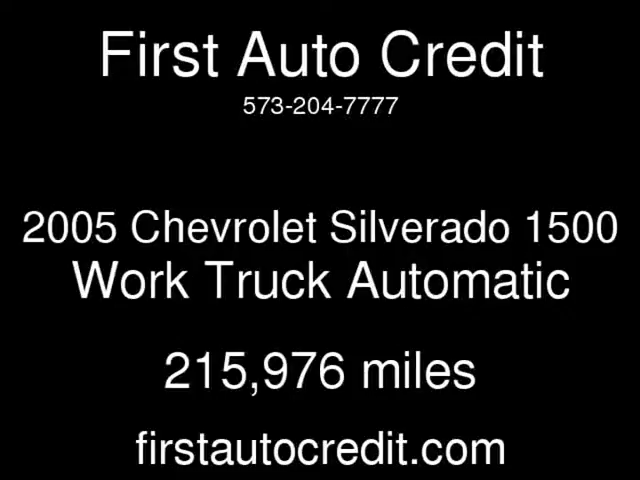 First Auto Credit
573-204-7777
2005 Chevrolet Silverado 1500
Work Truck Automatic
215,976 miles
firstautocredit.com